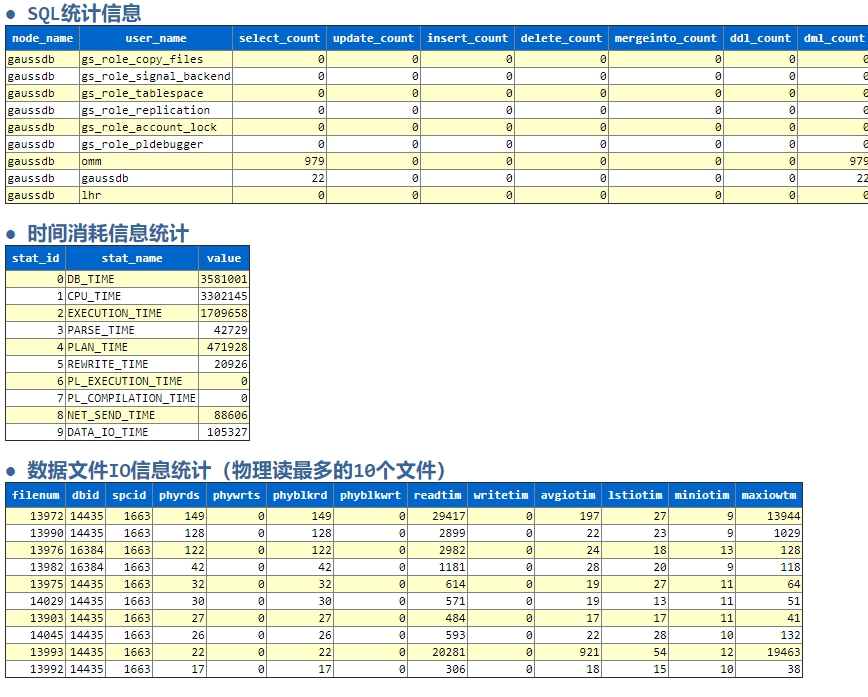 ● SQL统计信息
node_name user_name select_count update_count insert_count delete_count mergeinto_count ddl_count dml_count
gaussdb gs_role_copy_files 0 0 0 0 0 0 0
gaussdb gs_role_signal_backend 0 0 0 0 0 0 0
gaussdb gs_role_tablespace 0 0 0 0 0 0 0
gaussdb gs_role_replication 0 0 0 0 0 0 0
gaussdb gs_role_account_lock 0 0 0 0 0 0 0
gaussdb gs_role_pldebugger 0 0 0 0 0 0 0
gaussdb omm 979 0 0 0 0 0 979
gaussdb gaussdb 22 0 0 0 0 0 22
gaussdb lhr 0 0 0 0 0 0 0
● 时间消耗信息统计
stat_id stat_name value
0 DB_TIME 3581001
1 CPU_TIME 3302145
2 EXECUTION_TIME 1709658
3 PARSE_TIME 42729
4 PLAN_TIME 471928
5 REWRITE_TIME 20926
6 PL_EXECUTION_TIME 0
7 PL_COMPILATION_TIME 0
8 NET_SEND_TIME 88606
9 DATA_IO_TIME 105327
● 数据文件IO信息统计（物理读最多的10个文件）
filenum dbid spcid phyrds phywrts phyblkrd phyblkwrt readtim writetim avgiotim lstiotim miniotim maxiowtm
13972 14435 1663 149 0 149 0 29417 0 197 27 9 13944
13990 14435 1663 128 0 128 0 2899 0 22 23 9 1029
13976 16384 1663 122 0 122 0 2982 0 24 18 13 128
13982 16384 1663 42 0 42 0 1181 0 28 20 9 118
13975 14435 1663 32 0 32 0 614 0 19 27 11 64
14029 14435 1663 30 0 30 0 571 0 19 13 11 51
13903 14435 1663 27 0 27 0 484 0 17 17 11 41
14045 14435 1663 26 0 26 0 593 0 22 28 10 132
13993 14435 1663 22 0 22 0 20281 0 921 54 12 19463
13992 14435 1663 17 0 17 0 306 0 18 15 10 38